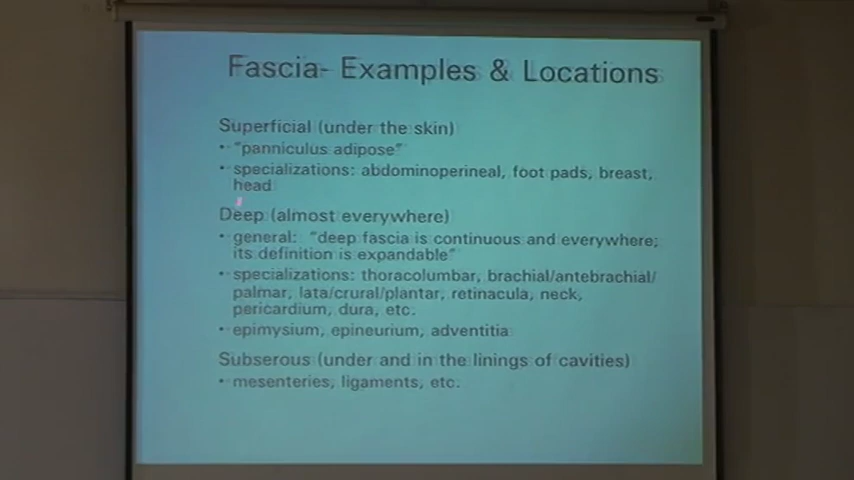 Fascia- Examples & Locations
Superficial (under the skin)
• "panniculus adipose"
• specializations: abdominoperineal, foot pads, breast,
head
Deep (almost everywhere)
• general: "deep fascia is continuous and everywhere;
its definition is expandable"
• specializations: thoracolumbar, brachial/antebrachial/
palmar, lata/crural/plantar, retinacula, neck,
pericardium, dura, etc.
• epimysium, epineurium, adventitia
Subserous (under and in the linings of cavities)
• mesenteries, ligaments, etc.